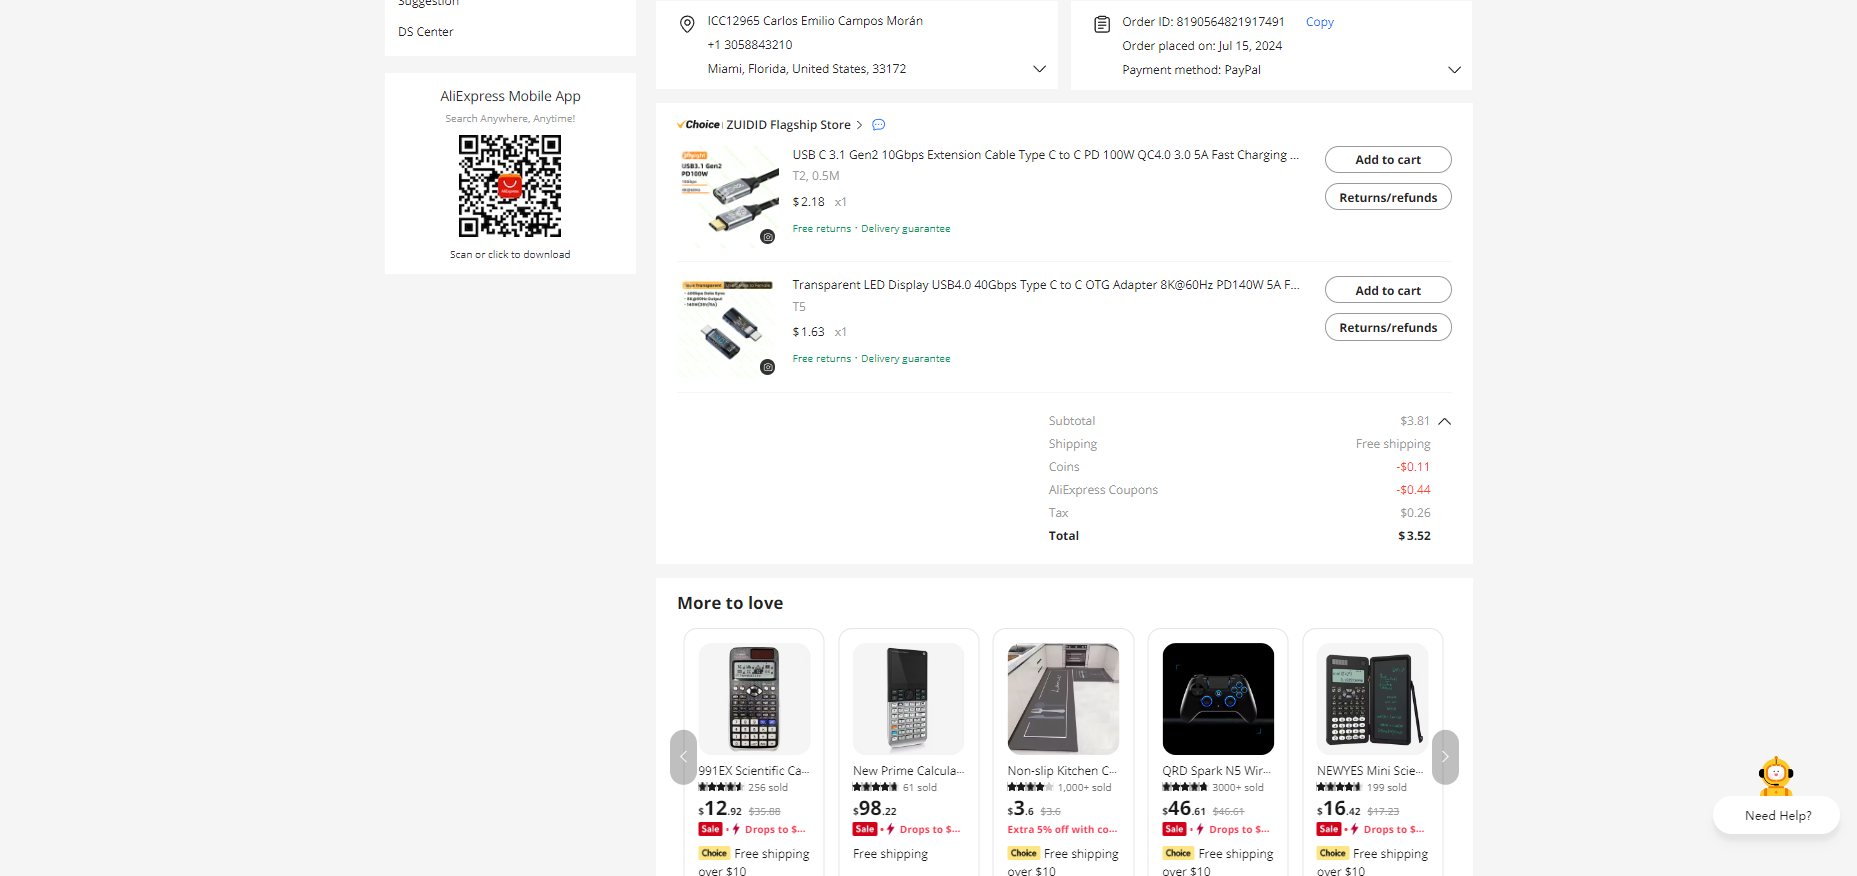 Suggestion
DS Center
AliExpress Mobile App
Search Anywhere, Anytime!
AliExpress
Scan or click to download
ICC12965 Carlos Emilio Campos Morán
+1 3058843210
Miami, Florida, United States, 33172
Order ID: 8190564821917491 Copy
Order placed on: Jul 15, 2024
Payment method: PayPal
Choice ZUIDID Flagship Store
USB3.1 Gen2
PD100W
USB C 3.1 Gen2 10Gbps Extension Cable Type C to C PD 100W QC4.0 3.0 5A Fast Charging ...
T2, 0.5M
$2.18 x1
Free returns · Delivery guarantee
Add to cart
Returns/refunds
Transparent LED Display USB4.0 40Gbps Type C to C OTG Adapter 8K@60Hz PD140W 5A F...
T5
$1.63 x1
Free returns · Delivery guarantee
Add to cart
Returns/refunds
Subtotal $3.81
Shipping Free shipping
Coins -$0.11
AliExpress Coupons -$0.44
Tax $0.26
Total $3.52
More to love
991EX Scientific Ca...
256 sold
$12.92 $35.88
Sale Drops to $...
Choice Free shipping
over $10
New Prime Calcula...
61 sold
$98.22
Sale Drops to $...
Free shipping
Non-slip Kitchen C...
1,000+ sold
$3.6 $3.6
Extra 5% off with co...
Choice Free shipping
over $10
QRD Spark N5 Wir...
3000+ sold
$46.61 $46.61
Sale Drops to $...
Choice Free shipping
over $10
NEWYES Mini Scie...
199 sold
$16.42 $17.23
Sale Drops to $...
Choice Free shipping
over $10
Need Help?